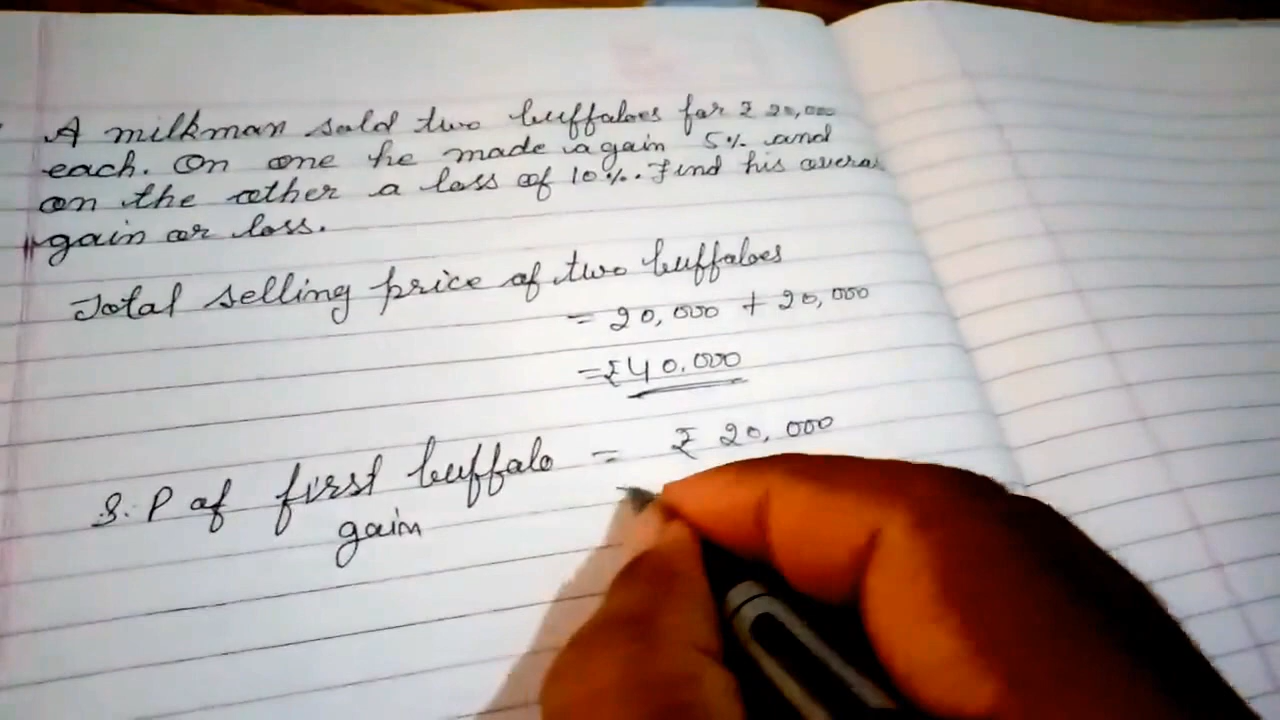 A milkman sold two buffaloes for ₹ 20,000
each. On one he made a gain 5% and
on the other a loss of 10%. Find his overal
gain or loss.
Total selling price of two buffaloes
= 20,000 + 20,000
= ₹ 40.000
S.P of first buffalo = ₹ 20,000
gain